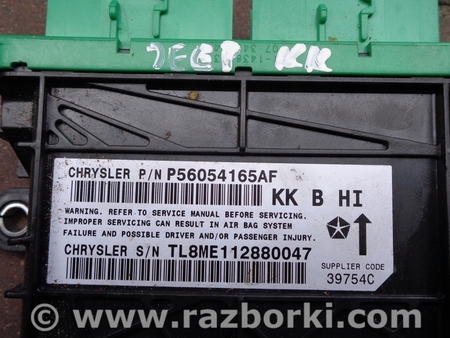 JEEP KK
CHRYSLER P/N P56054165AF
KK B HI
WARNING. REFER TO SERVICE MANUAL BEFORE SERVICING.
IMPROPER SERVICING CAN RESULT IN AIR BAG SYSTEM
FAILURE AND POSSIBLE DRIVER AND/OR PASSENGER INJURY.
CHRYSLER S/N TL8ME112880047
SUPPLIER CODE
39754C
www.razborki.com